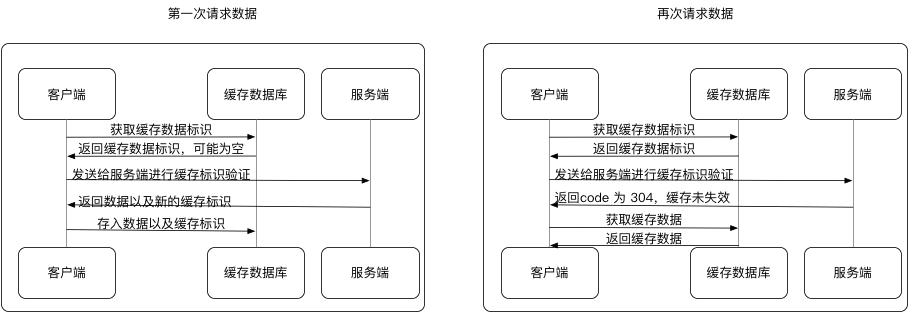 第一次请求数据
客户端
缓存数据库
服务端
获取缓存数据标识
返回缓存数据标识，可能为空
发送给服务端进行缓存标识验证
返回数据以及新的缓存标识
存入数据以及缓存标识
客户端
缓存数据库
服务端
再次请求数据
客户端
缓存数据库
服务端
获取缓存数据标识
返回缓存数据标识
发送给服务端进行缓存标识验证
返回code 为 304，缓存未失效
获取缓存数据
返回缓存数据
客户端
缓存数据库
服务端